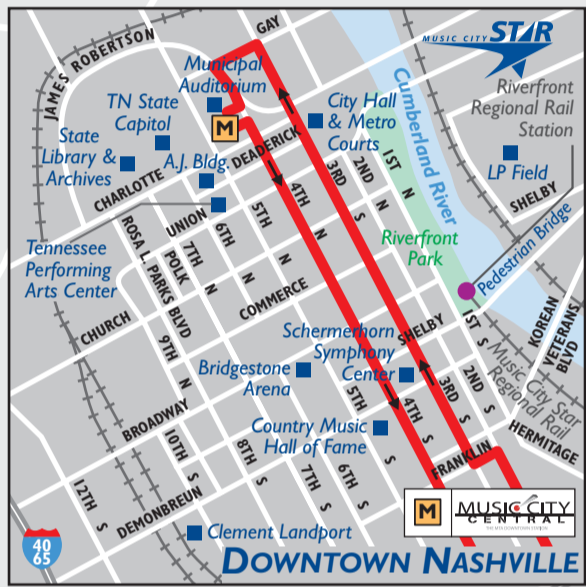 GAY
MUSIC CITY STAR
JAMES ROBERTSON
Municipal
Auditorium
Riverfront
Regional Rail
Station
TN State
Capitol
City Hall
& Metro
Courts
Cumberland River
State
Library &
Archives
M
A.J. Bldg.
DEADERICK
LP Field
CHARLOTTE
3RD
2ND
1ST N
N
SHELBY
4TH
N
5TH
N
UNION
6TH
N
7TH
N
POLK
ROSA L. PARKS BLVD
S
Riverfront
Park
Pedestrian Bridge
Tennessee
Performing
Arts Center
COMMERCE
CHURCH
9TH N
Schermerhorn
Symphony
Center
SHELBY
1ST S
KOREAN
VETERANS
BLVD
Music City Star
Regional Rail
Bridgestone
Arena
BROADWAY
5TH
S
4TH
S
3RD
S
2ND
S
Country Music
Hall of Fame
HERMITAGE
FRANKLIN
10TH
S
8TH
S
7TH
S
6TH
S
12TH
S
DEMONBREUN
M
MUSIC CITY
CENTRAL
Clement Landport
40
65
DOWNTOWN NASHVILLE